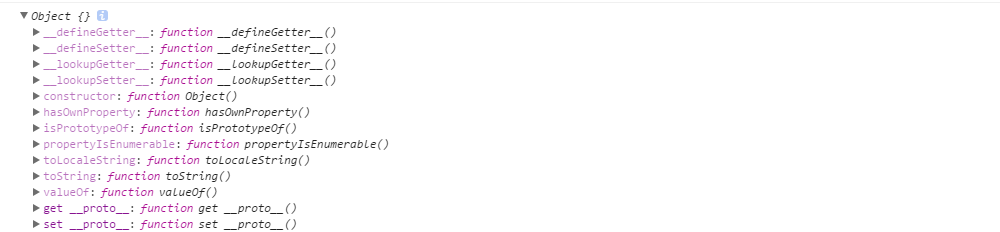 Object {} i
__defineGetter__: function __defineGetter__()
__defineSetter__: function __defineSetter__()
__lookupGetter__: function __lookupGetter__()
__lookupSetter__: function __lookupSetter__()
constructor: function Object()
hasOwnProperty: function hasOwnProperty()
isPrototypeOf: function isPrototypeOf()
propertyIsEnumerable: function propertyIsEnumerable()
toLocaleString: function toLocaleString()
toString: function toString()
valueOf: function valueOf()
get __proto__: function get __proto__()
set __proto__: function set __proto__()